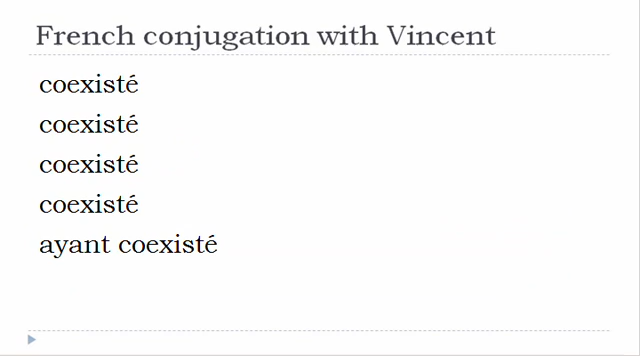 French conjugation with Vincent
coexisté
coexisté
coexisté
coexisté
ayant coexisté